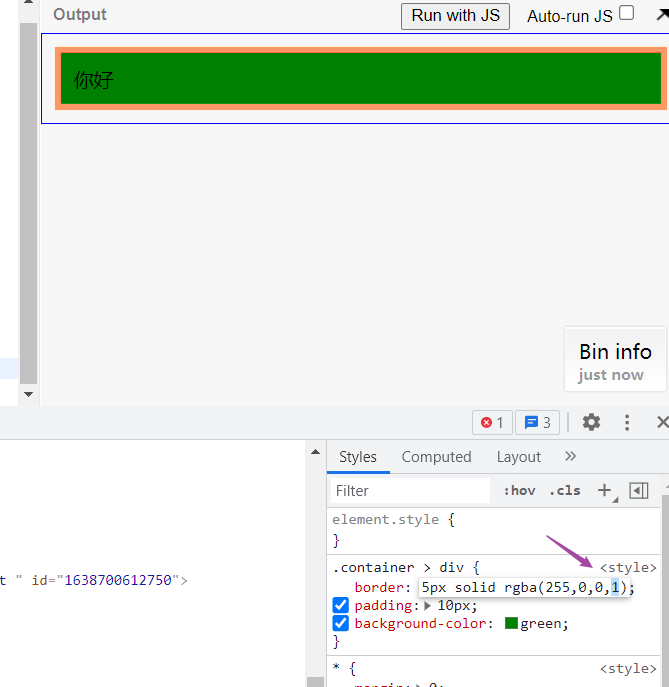 Output Run with JS Auto-run JS
你好
Bin info
just now
1 3
Styles Computed Layout
Filter :hov .cls
element.style {
}
.container > div { <style>
border: 5px solid rgba(255,0,0,1);
t " id="1638700612750">
padding: 10px;
background-color: green;
}
* { <style>